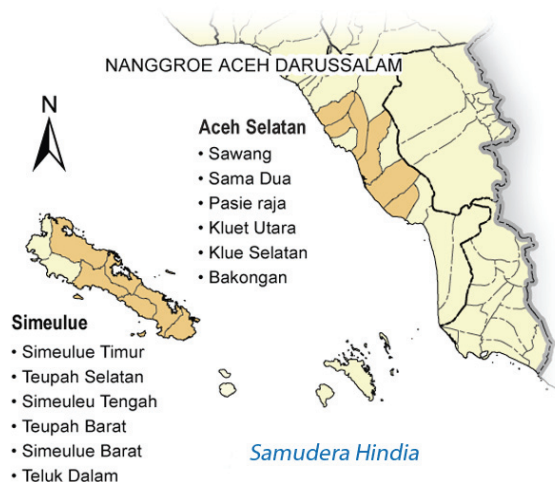 NANGGROE ACEH DARUSSALAM
N
Aceh Selatan
• Sawang
• Sama Dua
• Pasie raja
• Kluet Utara
• Klue Selatan
• Bakongan
Simeulue
• Simeulue Timur
• Teupah Selatan
• Simeuleu Tengah
• Teupah Barat
• Simeulue Barat
• Teluk Dalam
Samudera Hindia